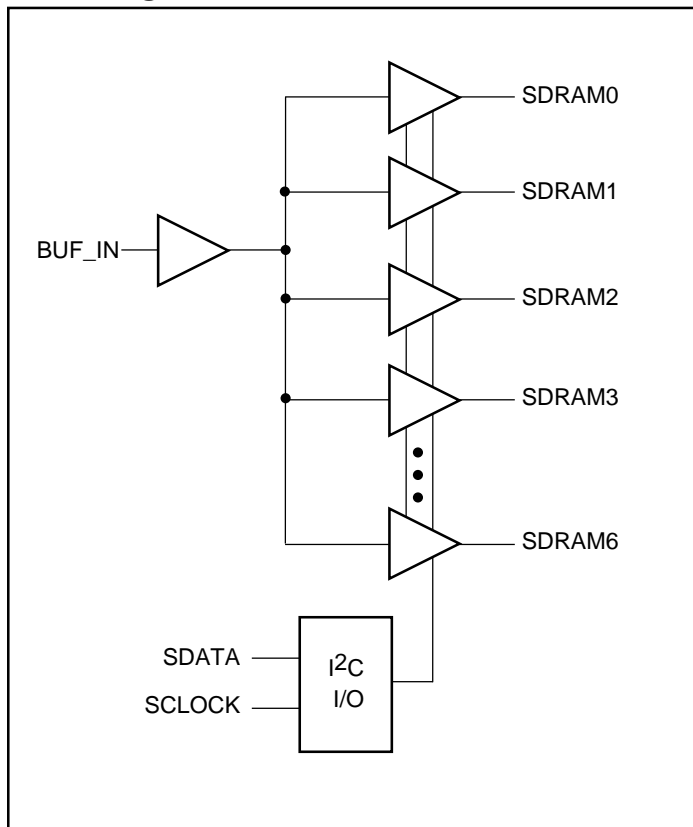 SDRAM0
SDRAM1
BUF_IN
SDRAM2
SDRAM3
SDRAM6
SDATA
SCLOCK
I2C
I/O